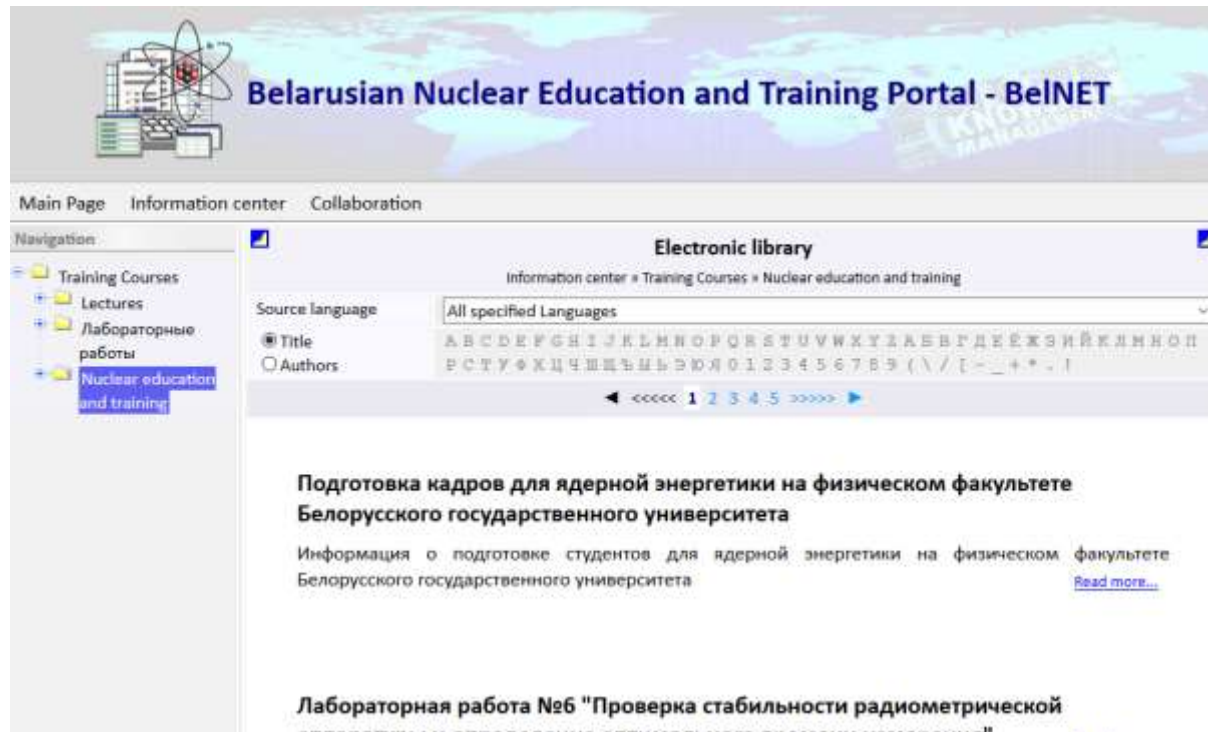 Belarusian Nuclear Education and Training Portal - BelNET
KNOW
MANAGEMENT
Main Page Information center Collaboration
Navigation
Training Courses
Lectures
Лабораторные
работы
Nuclear education
and training
Electronic library
Information center » Training Courses » Nuclear education and training
Source language
All specified Languages
Title
A B C D E F G H I J K L M N O P Q R S T U V W X Y Z А Б В Г Д Е Ё Ж З И Й К Л М Н О П
Authors
Р С Т У Ф Х Ц Ч Ш Щ Ъ Ы Ь Э Ю Я 0 1 2 3 4 5 6 7 8 9 ( \ / [ - _ + * . !
<<<<< 1 2 3 4 5 >>>>>
Подготовка кадров для ядерной энергетики на физическом факультете
Белорусского государственного университета
Информация о подготовке студентов для ядерной энергетики на физическом факультете
Белорусского государственного университета
Read more...
Лабораторная работа №6 "Проверка стабильности радиометрической